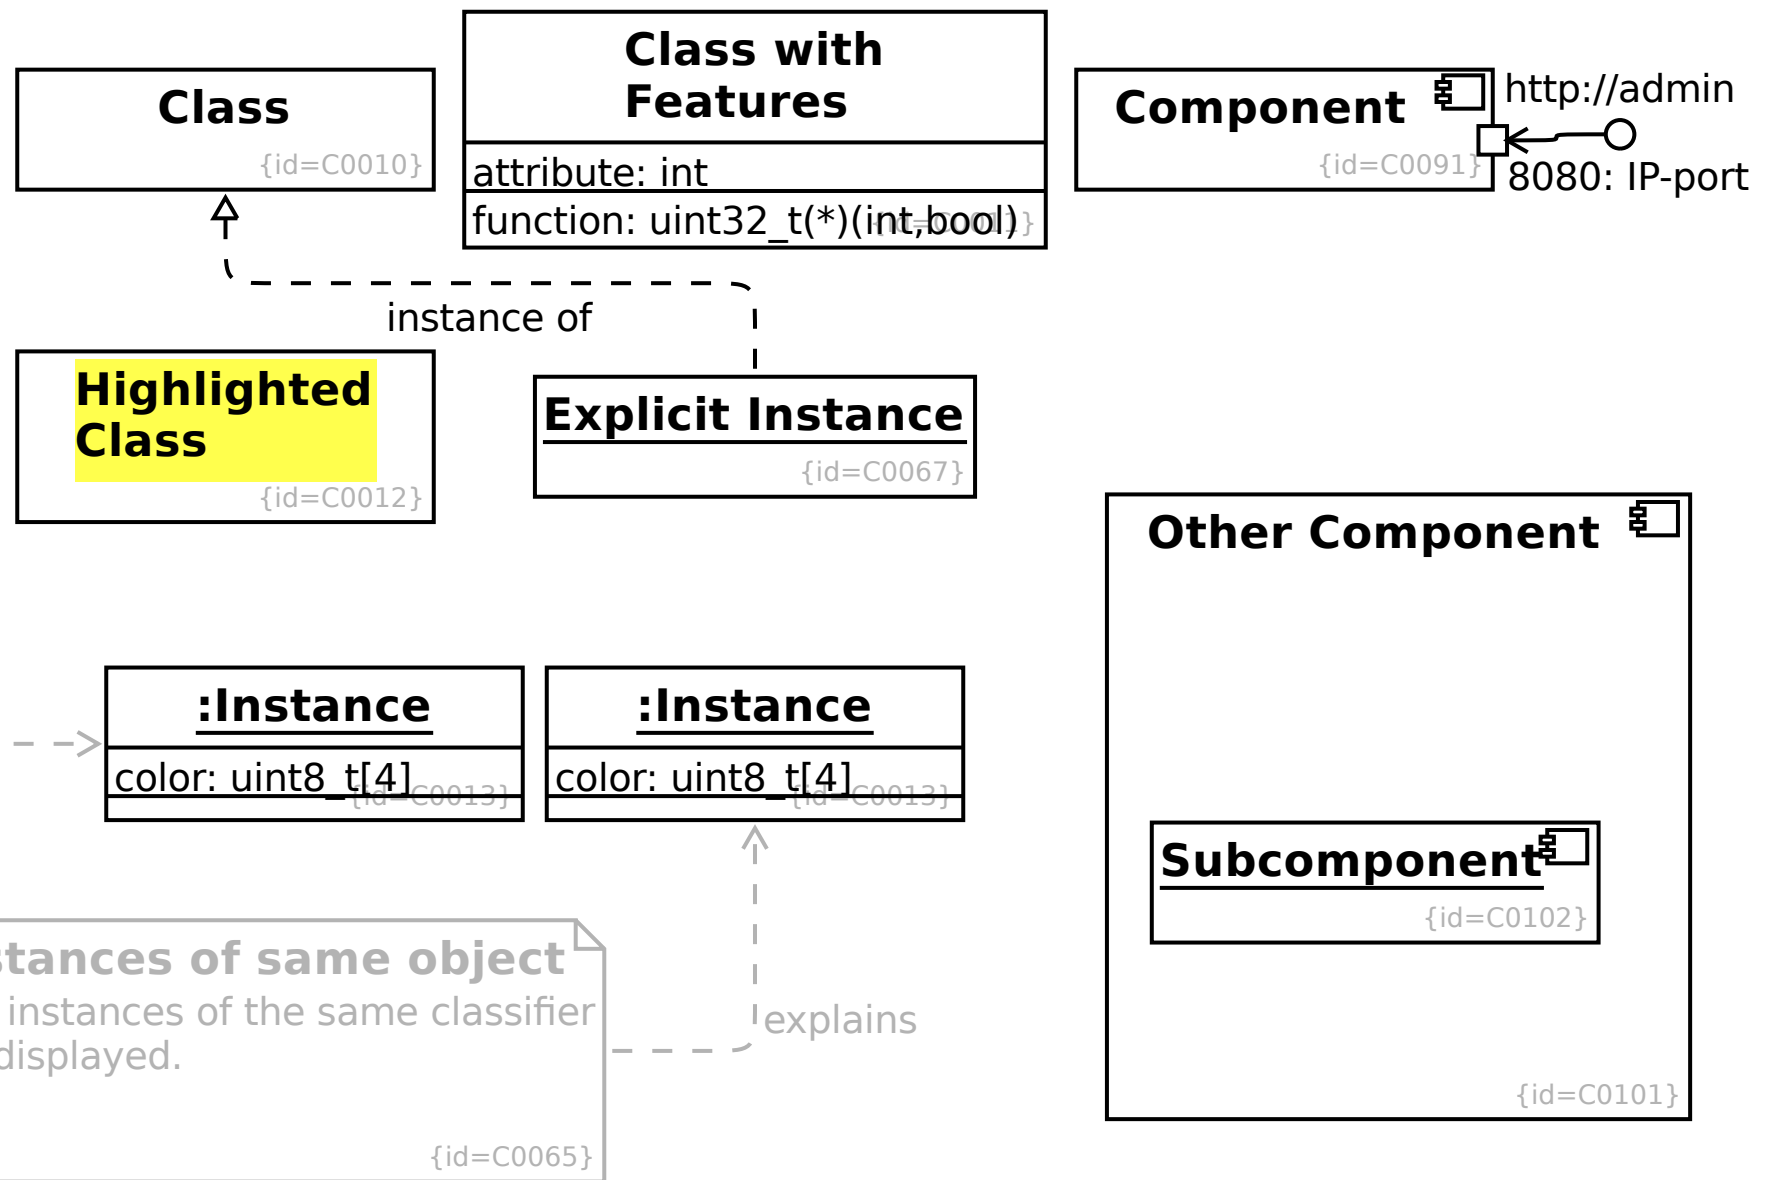 Class
{id=C0010}
Class with
Features
attribute: int
function: uint32_t(*)(int,bool)
{id=C0011}
Component
{id=C0091}
http://admin
8080: IP-port
instance of
Highlighted
Class
{id=C0012}
Explicit Instance
{id=C0067}
Other Component
:Instance
color: uint8_t[4]
{id=C0013}
:Instance
color: uint8_t[4]
{id=C0013}
Subcomponent
{id=C0102}
{id=C0101}
stances of same object
instances of the same classifier
displayed.
{id=C0065}
explains